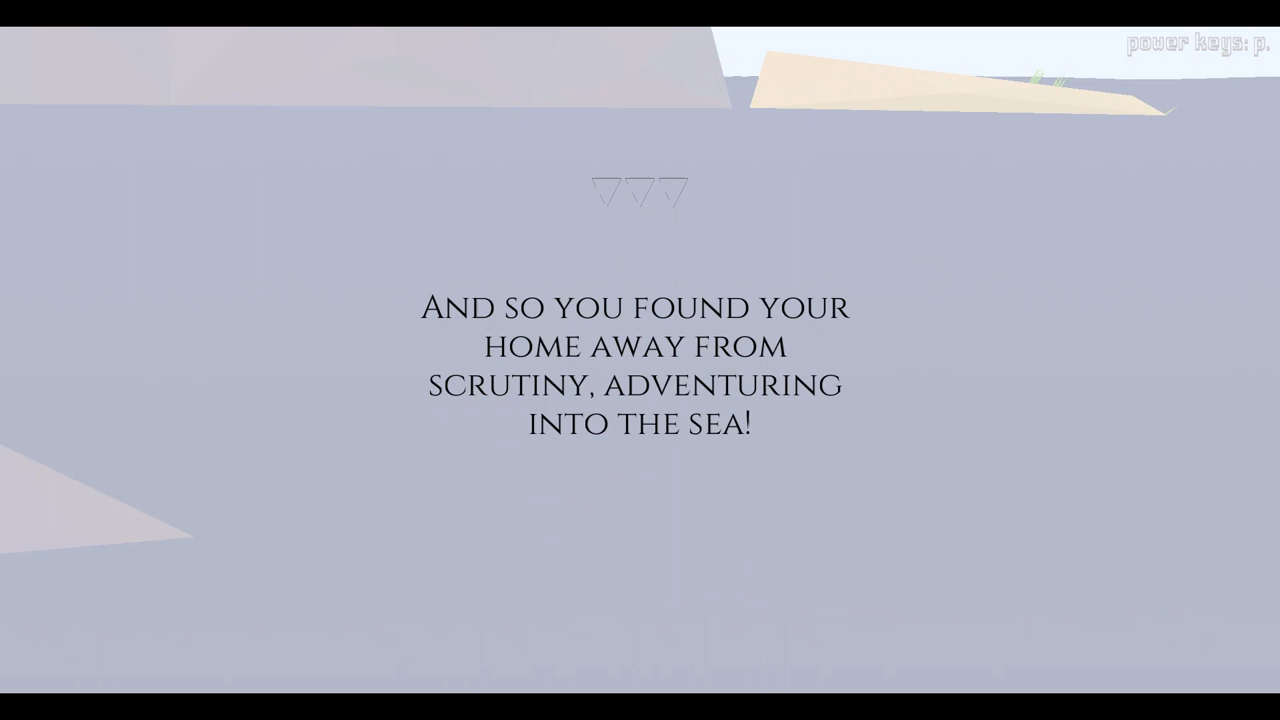 power keys: p.
And so you found your
home away from
scrutiny, adventuring
into the sea!